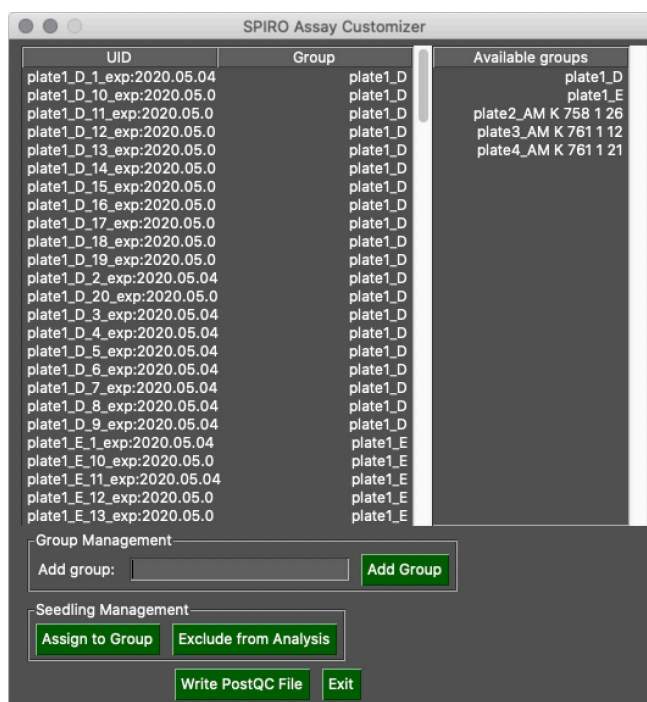 SPIRO Assay Customizer
UID Group Available groups
plate1_D_1_exp:2020.05.04 plate1_D plate1_D
plate1_D_10_exp:2020.05.0 plate1_D plate1_E
plate1_D_11_exp:2020.05.0 plate1_D plate2_AM K 758 1 26
plate1_D_12_exp:2020.05.0 plate1_D plate3_AM K 761 1 12
plate1_D_13_exp:2020.05.0 plate1_D plate4_AM K 761 1 21
plate1_D_14_exp:2020.05.0 plate1_D
plate1_D_15_exp:2020.05.0 plate1_D
plate1_D_16_exp:2020.05.0 plate1_D
plate1_D_17_exp:2020.05.0 plate1_D
plate1_D_18_exp:2020.05.0 plate1_D
plate1_D_19_exp:2020.05.0 plate1_D
plate1_D_2_exp:2020.05.04 plate1_D
plate1_D_20_exp:2020.05.0 plate1_D
plate1_D_3_exp:2020.05.04 plate1_D
plate1_D_4_exp:2020.05.04 plate1_D
plate1_D_5_exp:2020.05.04 plate1_D
plate1_D_6_exp:2020.05.04 plate1_D
plate1_D_7_exp:2020.05.04 plate1_D
plate1_D_8_exp:2020.05.04 plate1_D
plate1_D_9_exp:2020.05.04 plate1_D
plate1_E_1_exp:2020.05.04 plate1_E
plate1_E_10_exp:2020.05.0 plate1_E
plate1_E_11_exp:2020.05.04 plate1_E
plate1_E_12_exp:2020.05.0 plate1_E
plate1_E_13_exp:2020.05.0 plate1_E
Group Management
Add group: Add Group
Seedling Management
Assign to Group Exclude from Analysis
Write PostQC File Exit